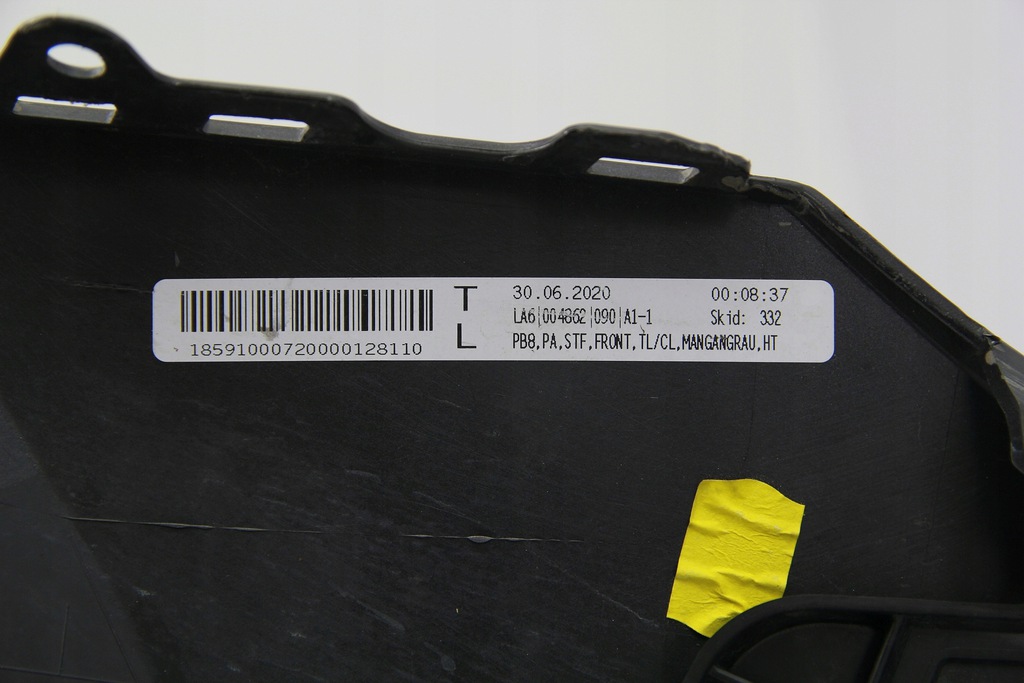 18591000720000128110
T
L
30.06.2020 00:08:37
LA6|004862|090|A1-1 Skid: 332
PB8,PA,STF,FRONT,TL/CL,MANGANGRAU,HT